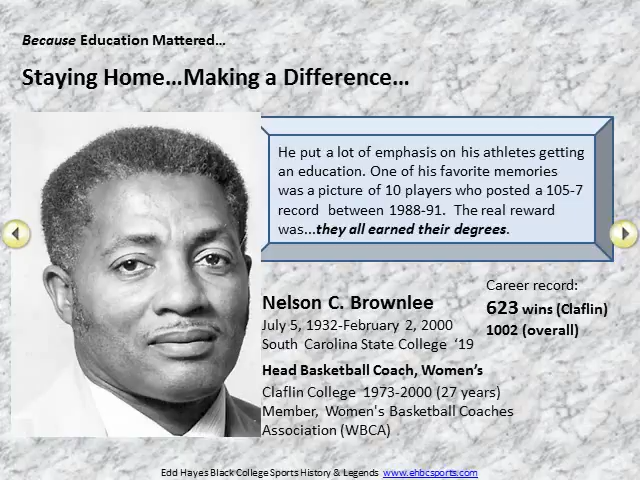 Because Education Mattered…
Staying Home…Making a Difference…
He put a lot of emphasis on his athletes getting
an education. One of his favorite memories
was a picture of 10 players who posted a 105-7
record between 1988-91. The real reward
was...they all earned their degrees.
Career record:
623 wins (Claflin)
1002 (overall)
Nelson C. Brownlee
July 5, 1932-February 2, 2000
South Carolina State College ‘19
Head Basketball Coach, Women’s
Claflin College 1973-2000 (27 years)
Member, Women's Basketball Coaches
Association (WBCA)
Edd Hayes Black College Sports History & Legends www.ehbcsports.com